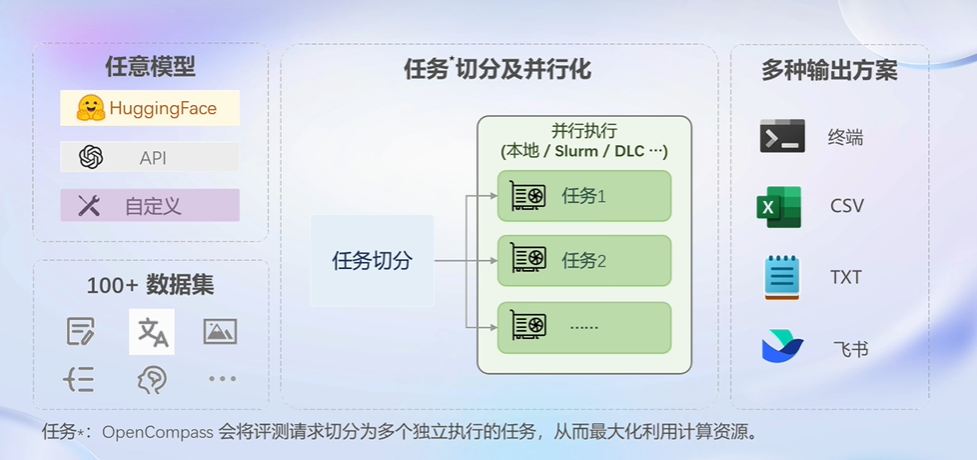 任意模型
HuggingFace
API
自定义
100+ 数据集
文A
任务*切分及并行化
任务切分
并行执行
(本地 / Slurm / DLC ···)
任务1
任务2
······
多种输出方案
终端
X
CSV
TXT
飞书
任务*：OpenCompass 会将评测请求切分为多个独立执行的任务，从而最大化利用计算资源。